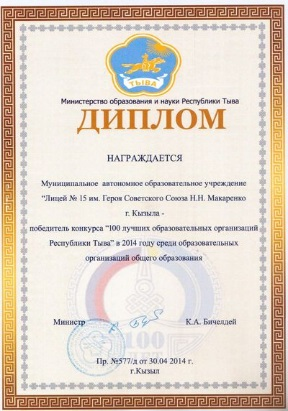 ТЫВА
Министерство образования и науки Республики Тыва
ДИПЛОМ
НАГРАЖДАЕТСЯ
Муниципальное автономное образовательное учреждение
"Лицей № 15 им. Героя Советского Союза Н.Н. Макаренко
г. Кызыла -
победитель конкурса "100 лучших образовательных организаций
Республики Тыва" в 2014 году среди образовательных
организаций общего образования
Министр К.А. Бичелдей
Пр. №577/д от 30.04 2014 г.
г.Кызыл